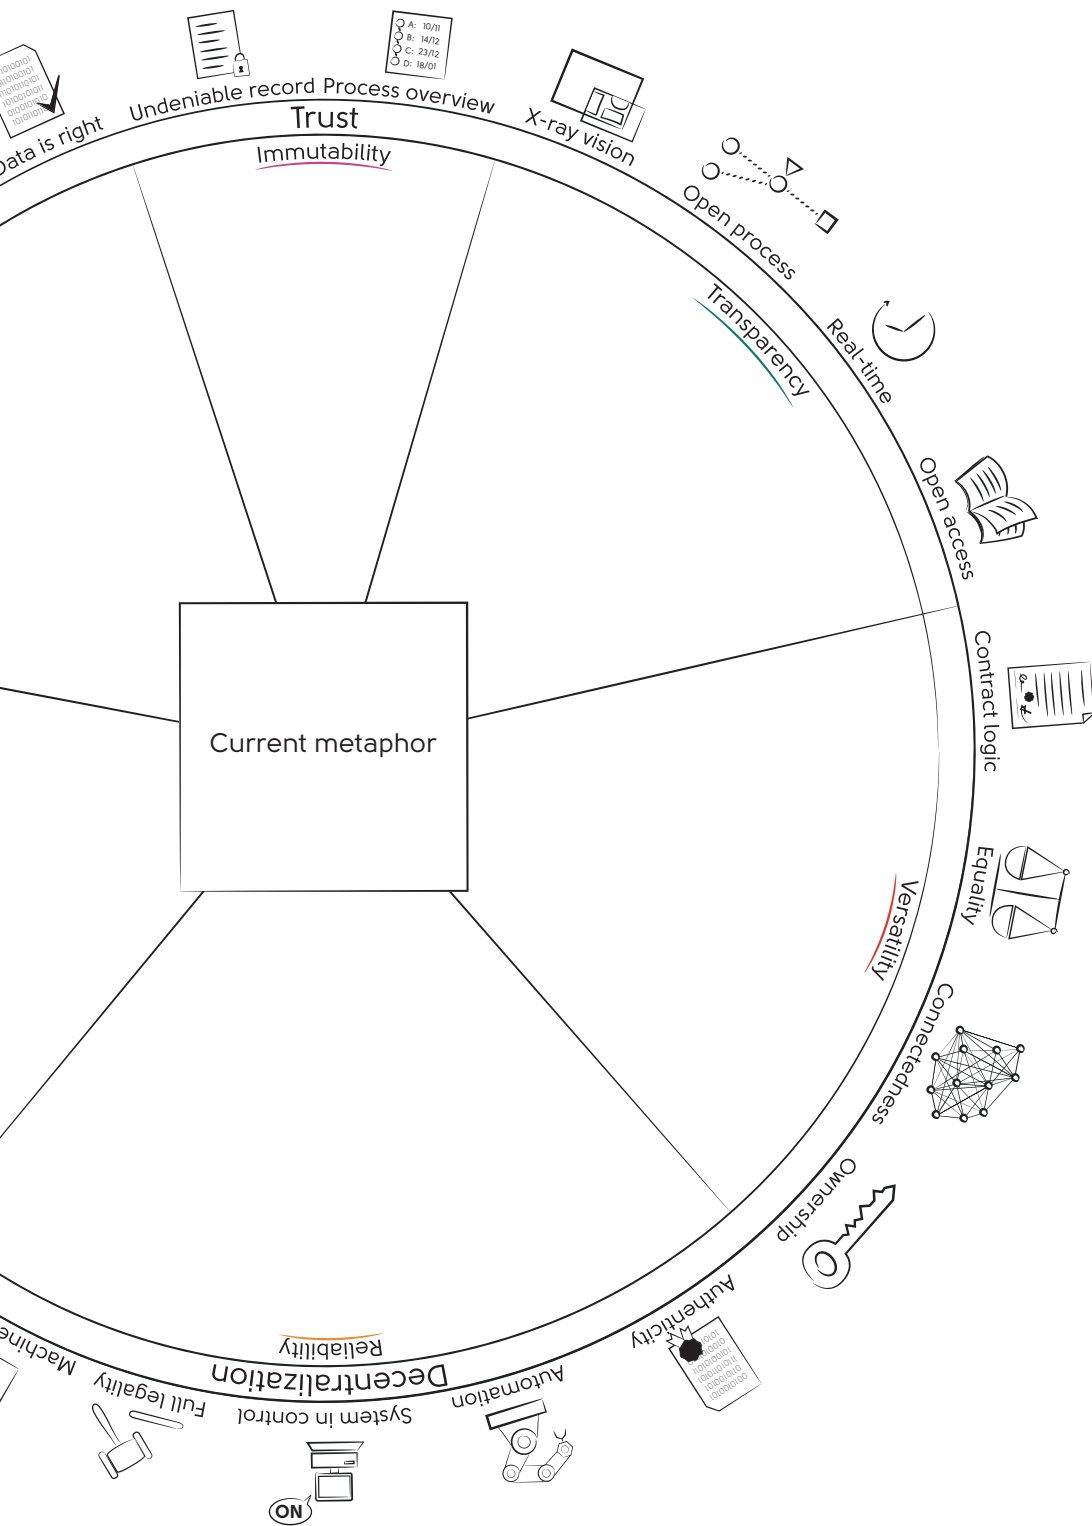 Data is right
Undeniable record
Process overview
A: 10/11
B: 14/12
C: 23/12
D: 18/01
X-ray vision
Open process
Real-time
Open access
Contract logic
Equality
Connectedness
Ownership
Authenticity
Automation
System in control
ON
Full legality
Machine
Trust
Immutability
Transparency
Versatility
Reliability
Decentralization
Current metaphor